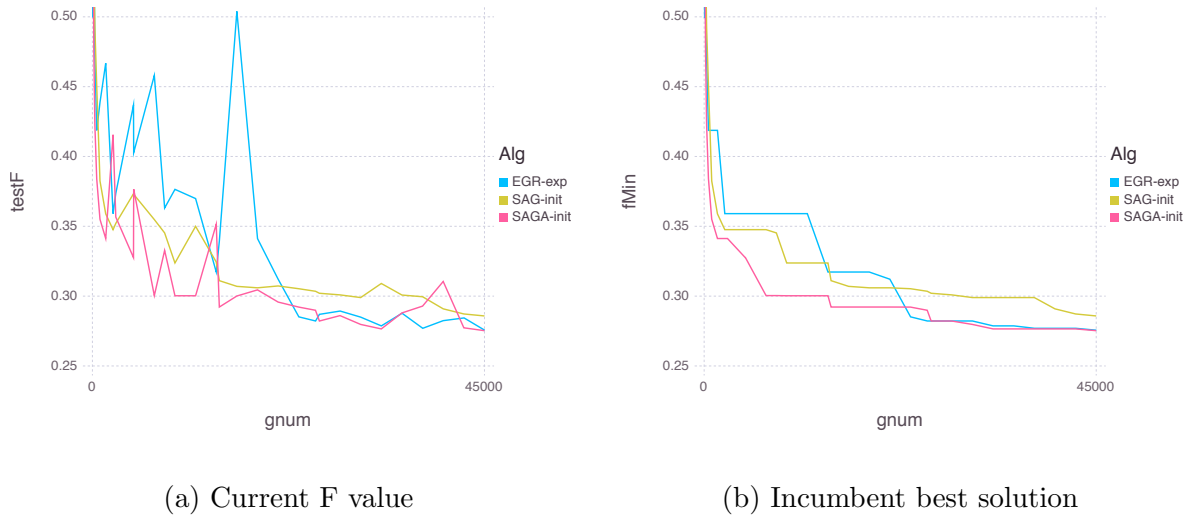 0.50
0.45
0.40
0.35
0.30
0.25
testF
0
45000
gnum
Alg
EGR-exp
SAG-init
SAGA-init
(a) Current F value
0.50
0.45
0.40
0.35
0.30
0.25
fMin
0
45000
gnum
Alg
EGR-exp
SAG-init
SAGA-init
(b) Incumbent best solution